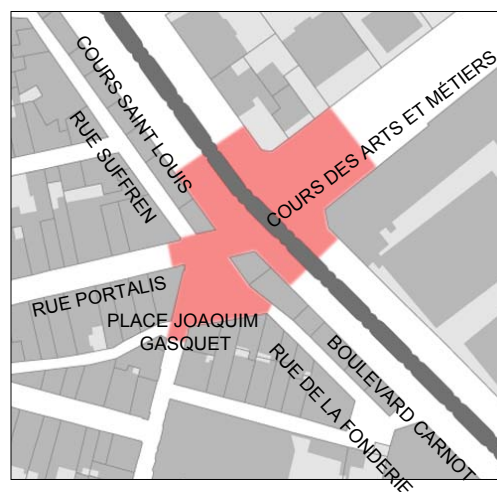 COURS SAINT LOUIS
RUE SUFFREN
COURS DES ARTS ET MÉTIERS
RUE PORTALIS
PLACE JOAQUIM
GASQUET
RUE DE LA FONDERIE
BOULEVARD CARNOT